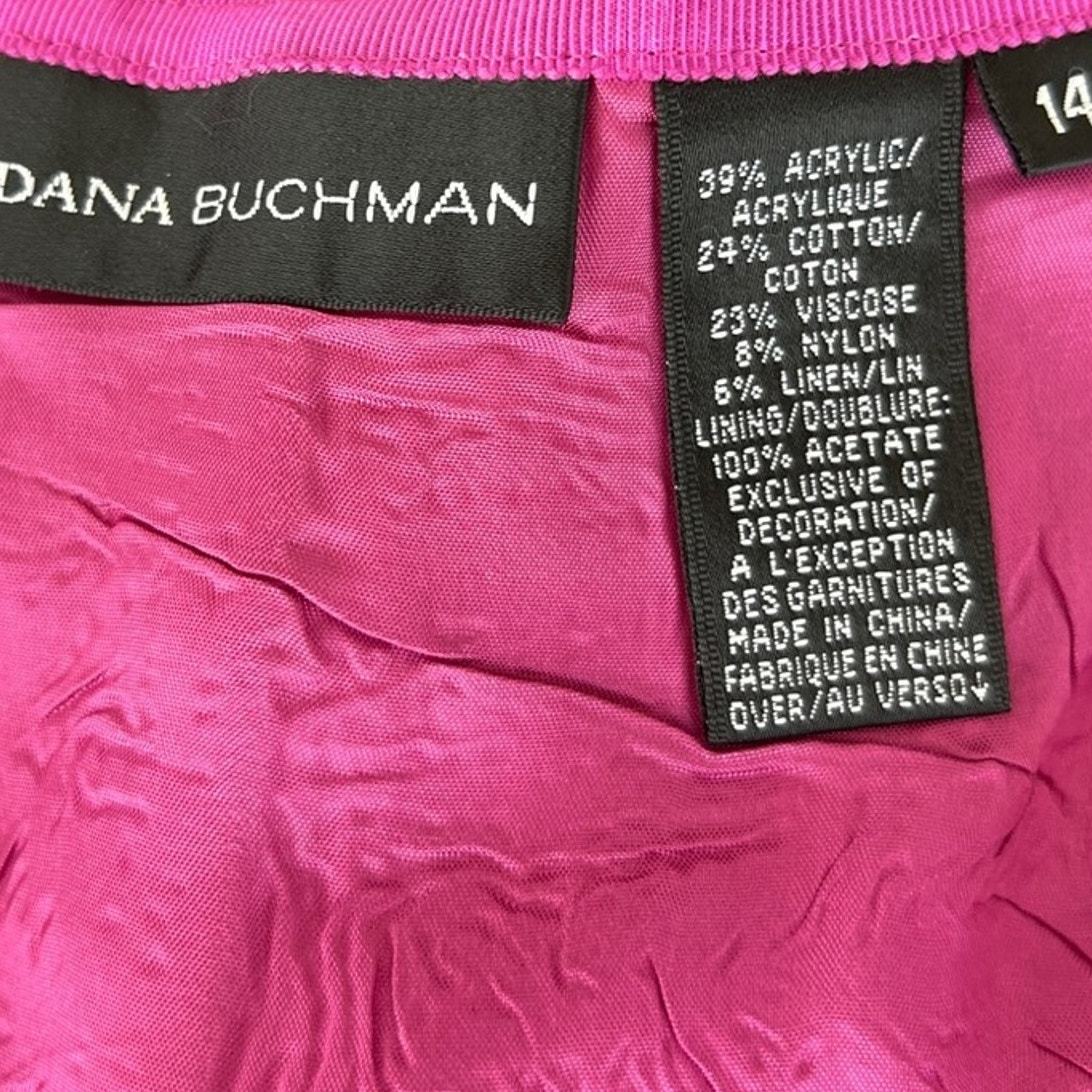 DANA BUCHMAN
14
39% ACRYLIC/
ACRYLIQUE
24% COTTON/
COTON
23% VISCOSE
8% NYLON
6% LINEN/LIN
LINING/DOUBLURE:
100% ACETATE
EXCLUSIVE OF
DECORATION/
A L'EXCEPTION
DES GARNITURES
MADE IN CHINA/
FABRIQUE EN CHINE
OVER/AU VERSO↓